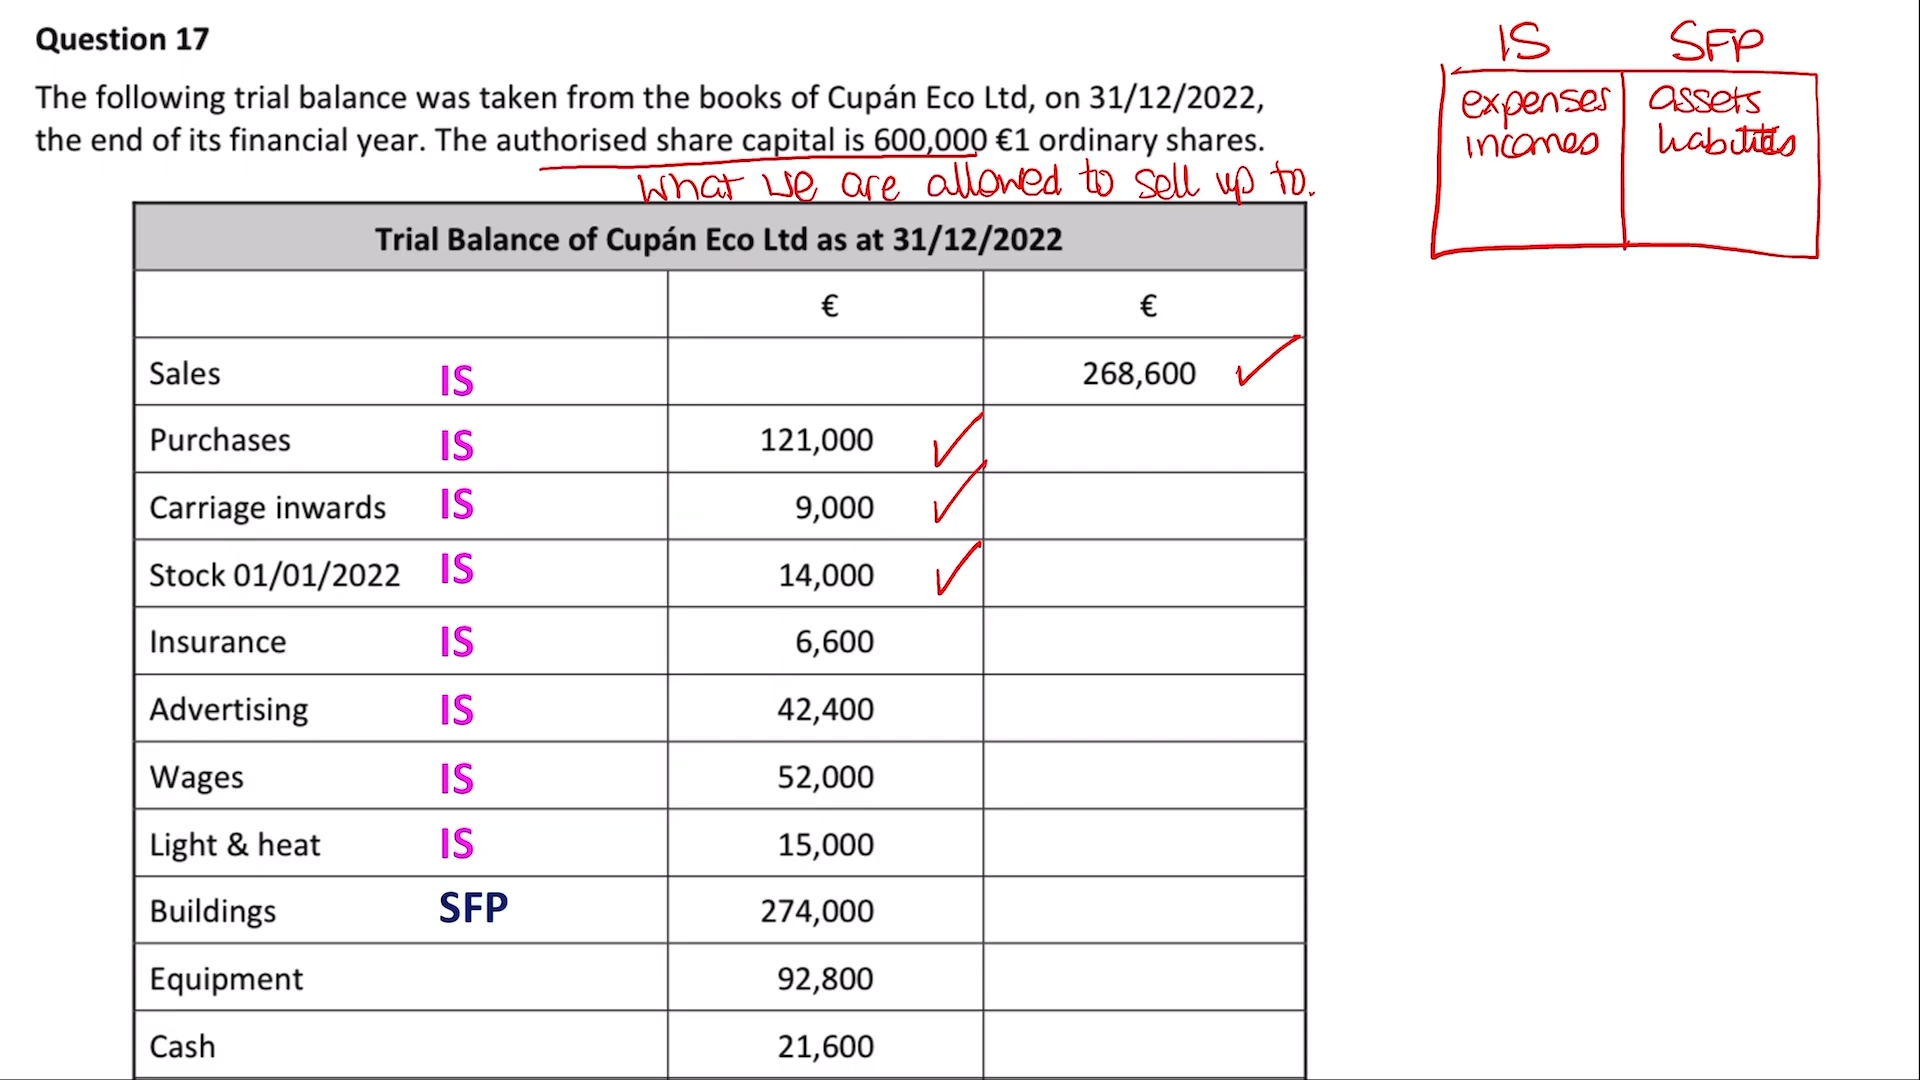 Question 17
The following trial balance was taken from the books of Cupán Eco Ltd, on 31/12/2022,
the end of its financial year. The authorised share capital is 600,000 €1 ordinary shares.
what we are allowed to sell up to.
IS SFP
expenses assets
incomes liabilities
Trial Balance of Cupán Eco Ltd as at 31/12/2022
€ €
Sales IS 268,600
Purchases IS 121,000
Carriage inwards IS 9,000
Stock 01/01/2022 IS 14,000
Insurance IS 6,600
Advertising IS 42,400
Wages IS 52,000
Light & heat IS 15,000
Buildings SFP 274,000
Equipment 92,800
Cash 21,600